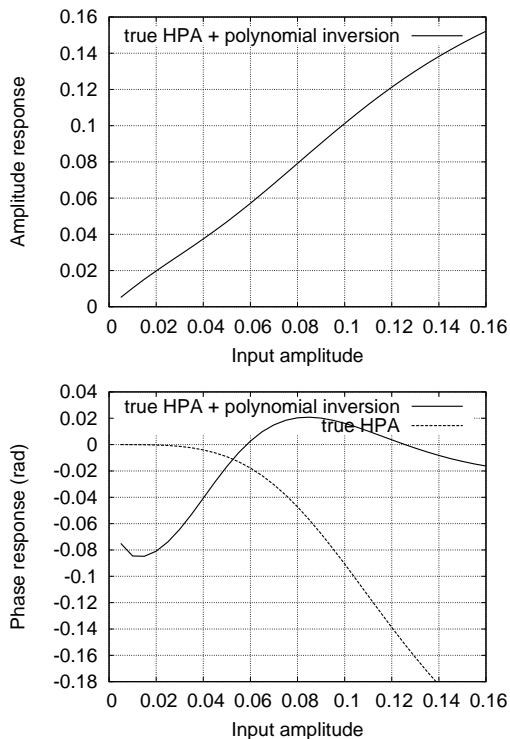 0.16
0.14
0.12
0.1
0.08
0.06
0.04
0.02
0
Amplitude response
true HPA + polynomial inversion
0 0.02 0.04 0.06 0.08 0.1 0.12 0.14 0.16
Input amplitude
0.04
0.02
0
-0.02
-0.04
-0.06
-0.08
-0.1
-0.12
-0.14
-0.16
-0.18
Phase response (rad)
true HPA + polynomial inversion
true HPA
0 0.02 0.04 0.06 0.08 0.1 0.12 0.14 0.16
Input amplitude